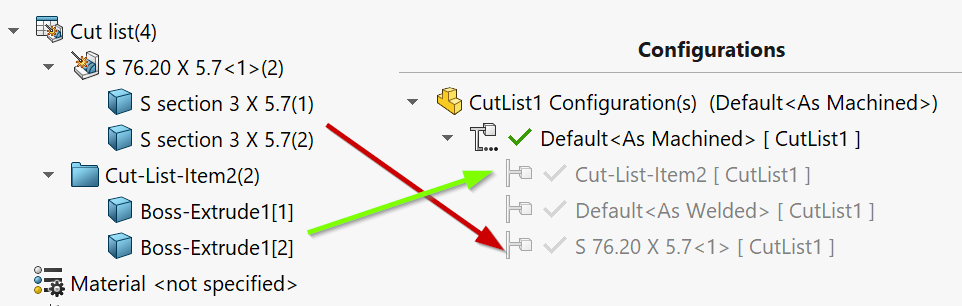 Cut list(4)
S 76.20 X 5.7<1>(2)
S section 3 X 5.7(1)
S section 3 X 5.7(2)
Cut-List-Item2(2)
Boss-Extrude1[1]
Boss-Extrude1[2]
Material <not specified>
Configurations
CutList1 Configuration(s) (Default<As Machined>)
Default<As Machined> [ CutList1 ]
Cut-List-Item2 [ CutList1 ]
Default<As Welded> [ CutList1 ]
S 76.20 X 5.7<1> [ CutList1 ]